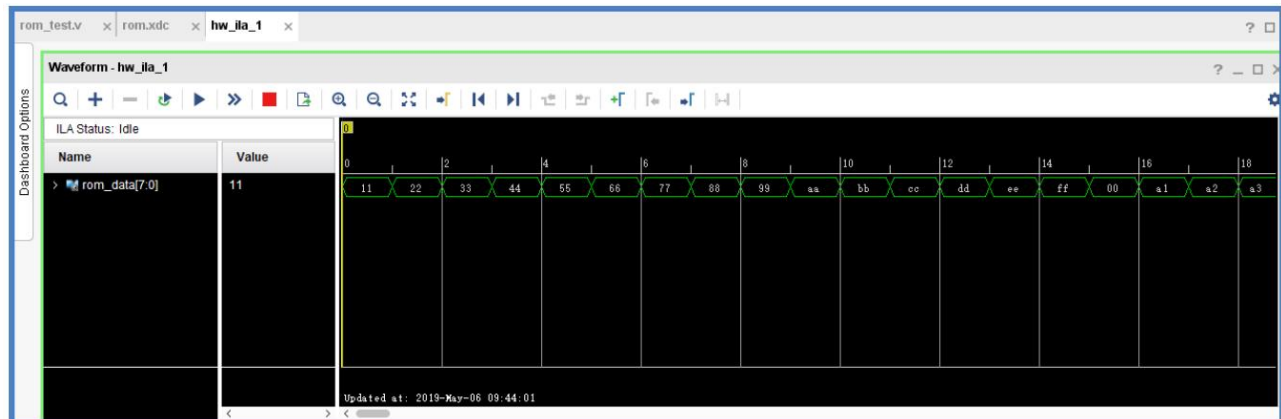 rom_test.v × rom.xdc × hw_ila_1 ×
Dashboard Options
Waveform - hw_ila_1
ILA Status: Idle
Name Value
0
0 2 4 6 8 10 12 14 16 18
rom_data[7:0] 11 11 22 33 44 55 66 77 88 99 aa bb cc dd ee ff 00 a1 a2 a3
Updated at: 2019-May-06 09:44:01